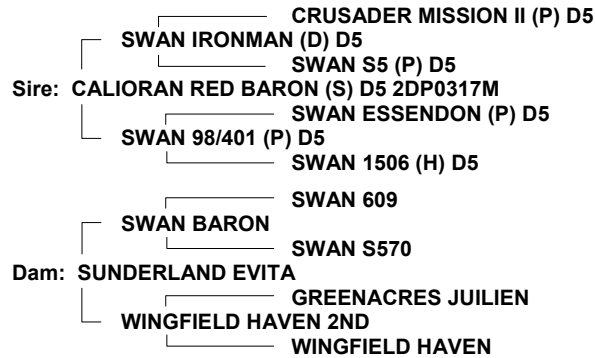 CRUSADER MISSION II (P) D5
SWAN IRONMAN (D) D5
SWAN S5 (P) D5
Sire: CALIORAN RED BARON (S) D5 2DP0317M
SWAN ESSENDON (P) D5
SWAN 98/401 (P) D5
SWAN 1506 (H) D5
SWAN 609
SWAN BARON
SWAN S570
Dam: SUNDERLAND EVITA
GREENACRES JUILIEN
WINGFIELD HAVEN 2ND
WINGFIELD HAVEN